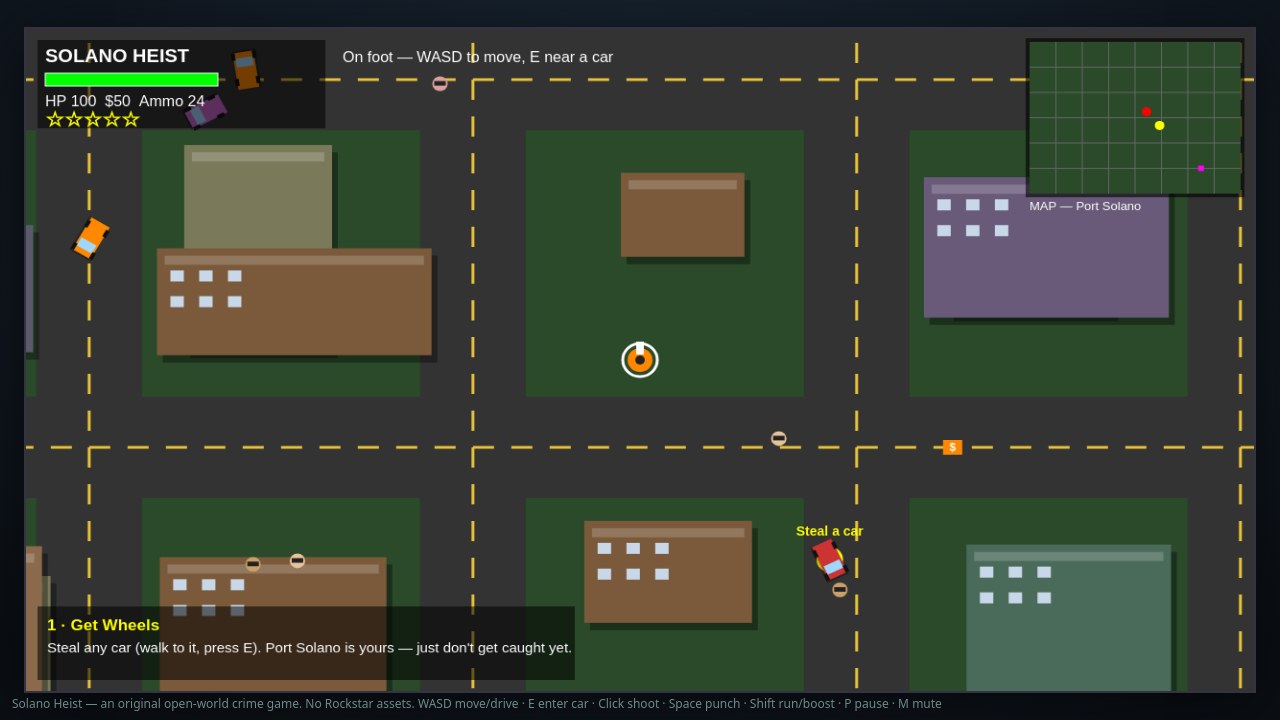 SOLANO HEIST
On foot — WASD to move, E near a car
HP 100 $50 Ammo 24
☆☆☆☆☆
MAP — Port Solano
$
Steal a car
1 · Get Wheels
Steal any car (walk to it, press E). Port Solano is yours — just don't get caught yet.
Solano Heist — an original open-world crime game. No Rockstar assets. WASD move/drive · E enter car · Click shoot · Space punch · Shift run/boost · P pause · M mute